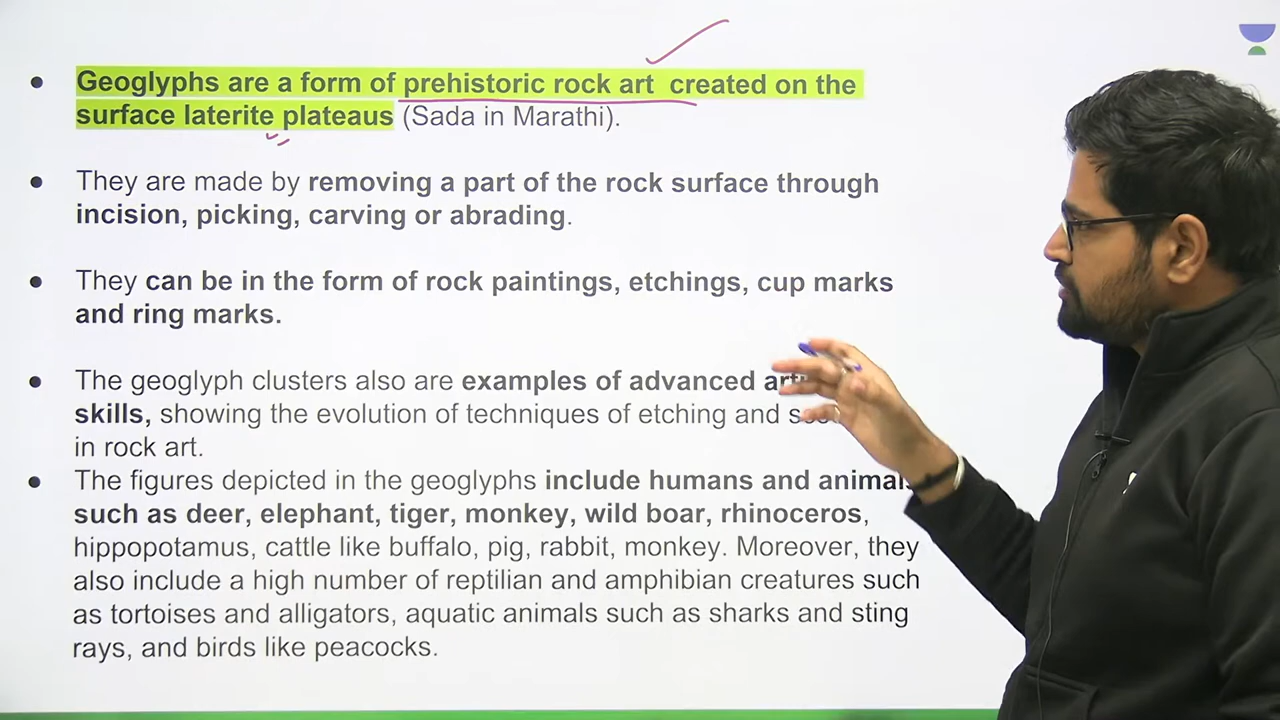 Geoglyphs are a form of prehistoric rock art created on the
surface laterite plateaus (Sada in Marathi).
They are made by removing a part of the rock surface through
incision, picking, carving or abrading.
They can be in the form of rock paintings, etchings, cup marks
and ring marks.
The geoglyph clusters also are examples of advanced
skills, showing the evolution of techniques of etching and
in rock art.
The figures depicted in the geoglyphs include humans and animals
such as deer, elephant, tiger, monkey, wild boar, rhinoceros,
hippopotamus, cattle like buffalo, pig, rabbit, monkey. Moreover, they
also include a high number of reptilian and amphibian creatures such
as tortoises and alligators, aquatic animals such as sharks and sting
rays, and birds like peacocks.